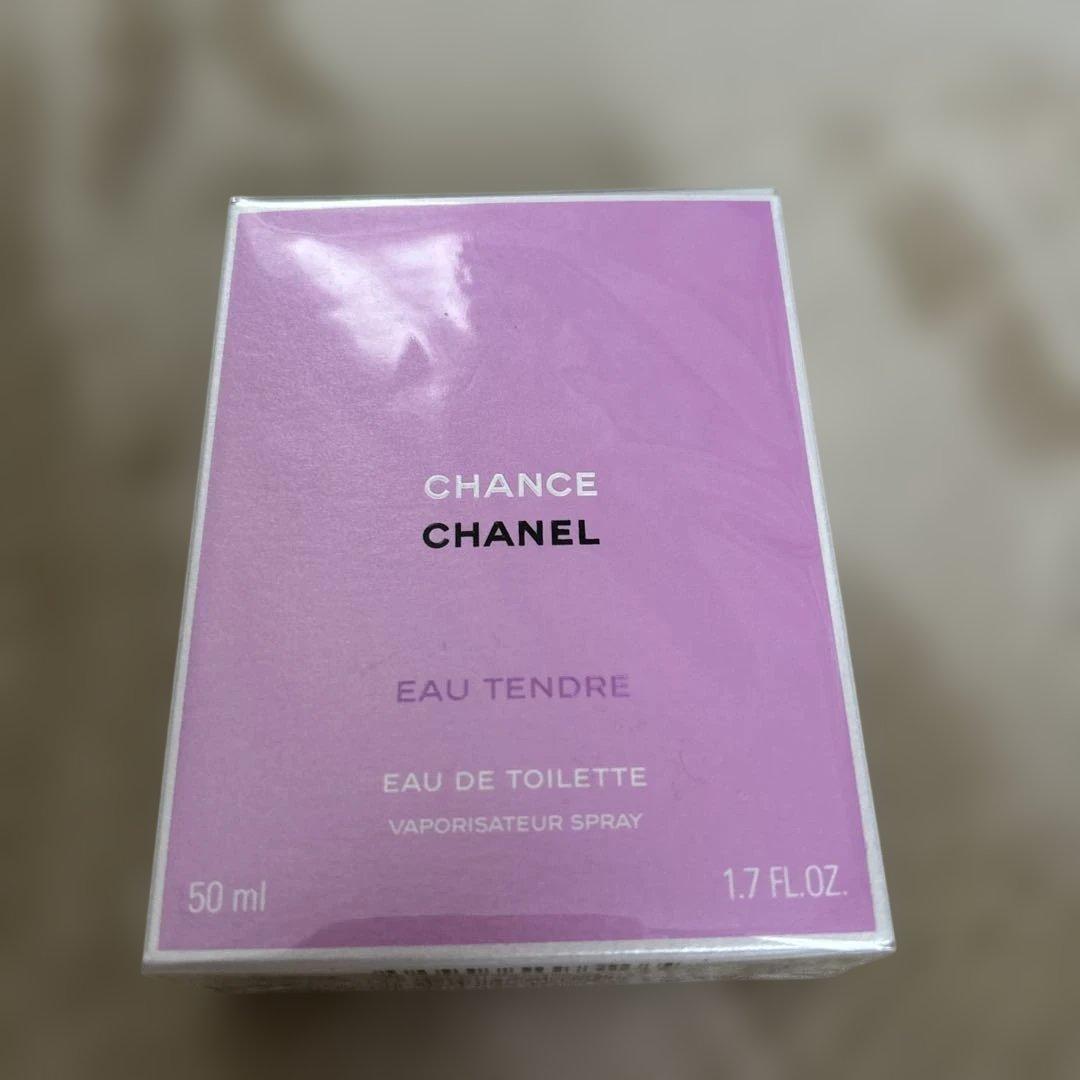 CHANCE
CHANEL
EAU TENDRE
EAU DE TOILETTE
VAPORISATEUR SPRAY
50 ml
1.7 FL.OZ.